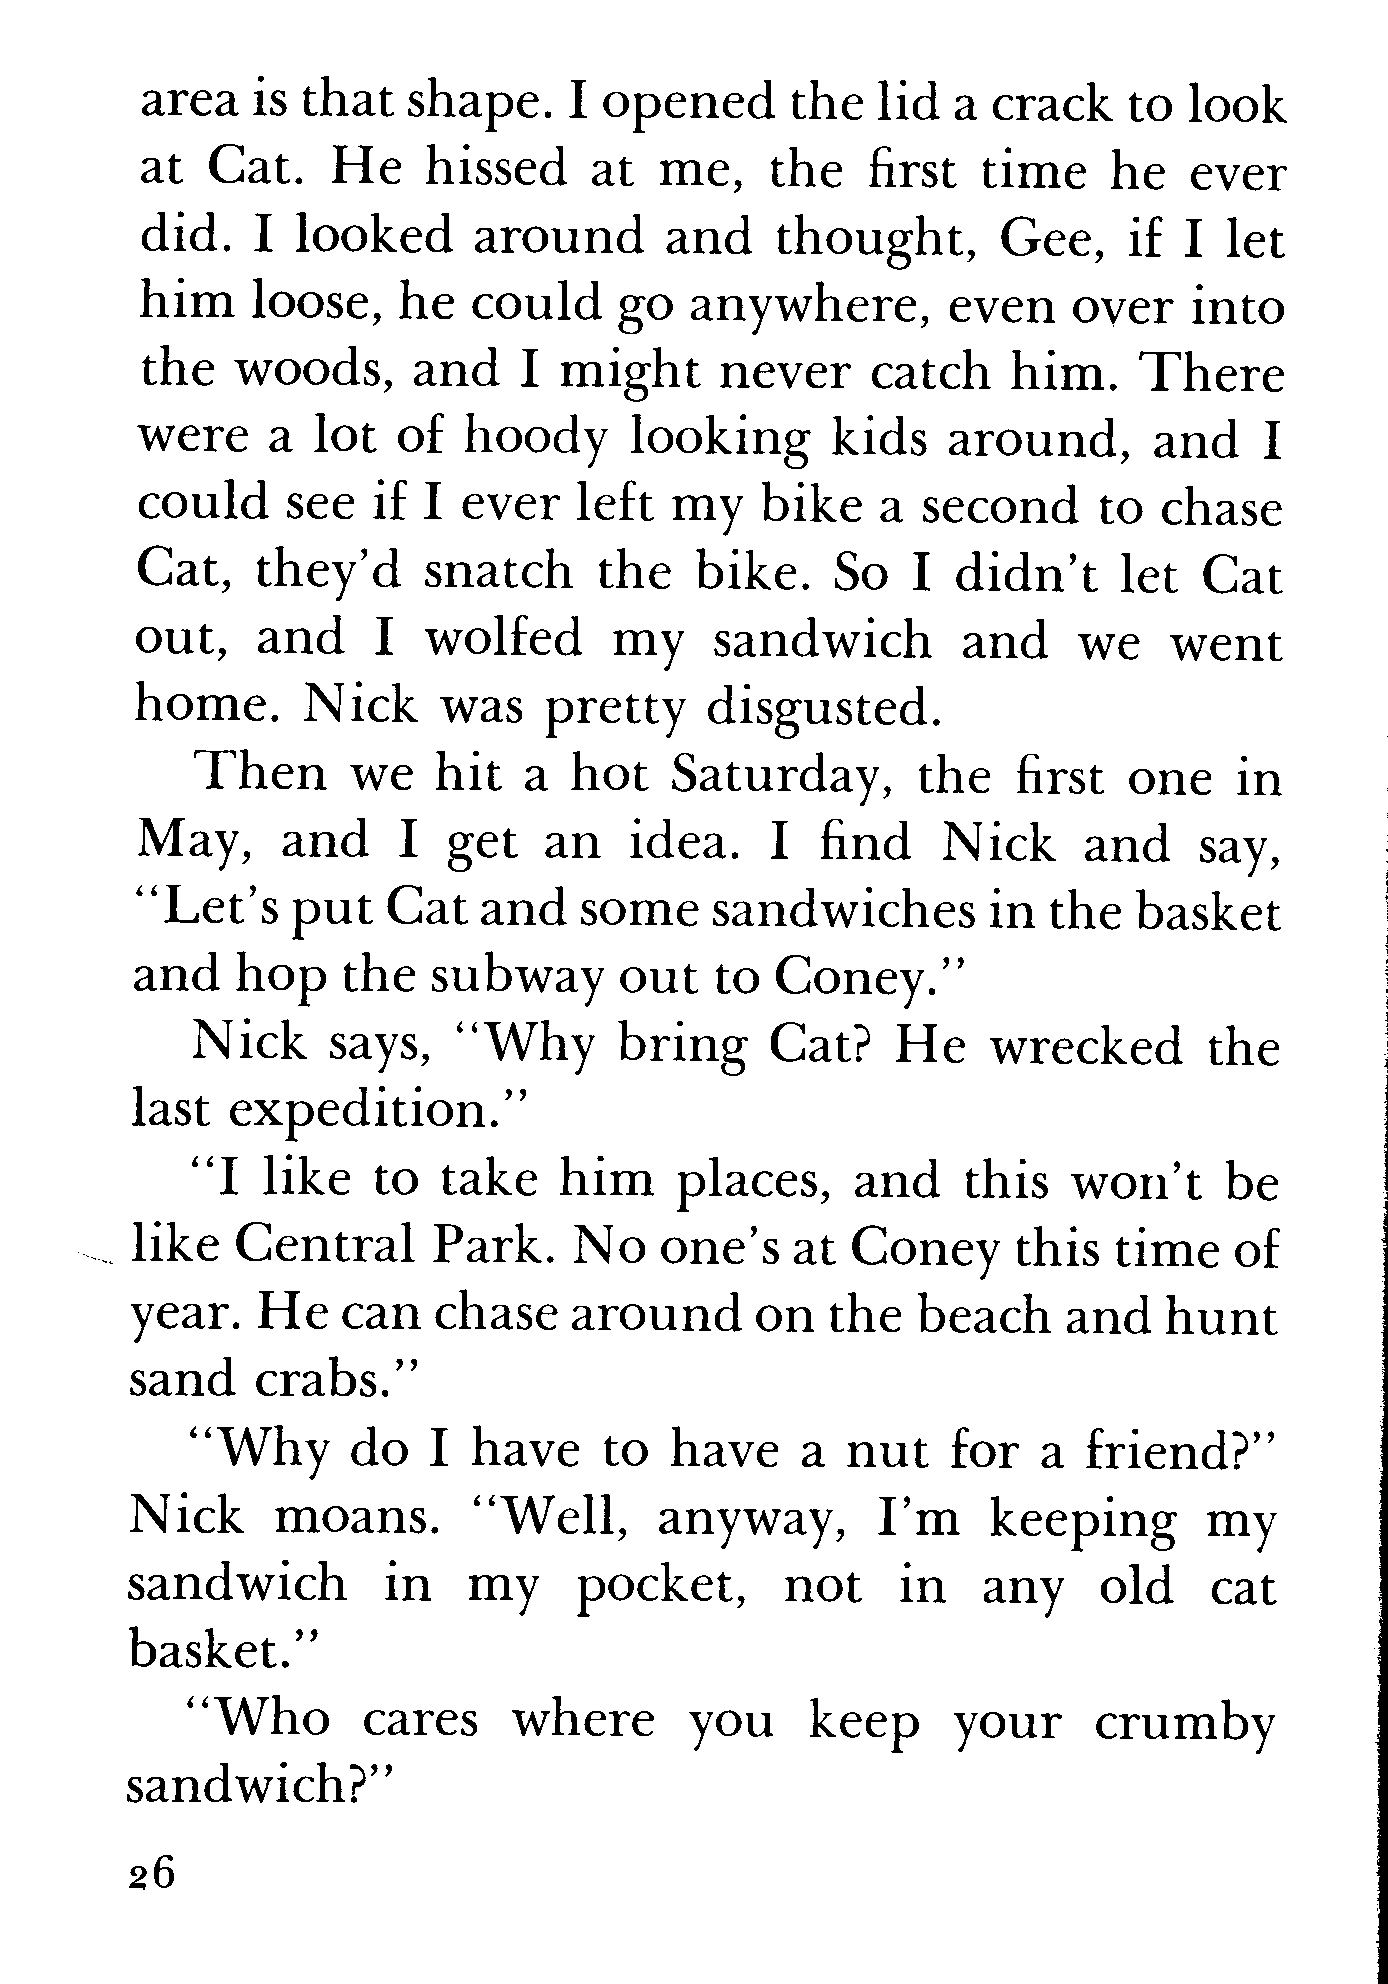 area is that shape. I opened the lid a crack to look
at Cat. He hissed at me, the first time he ever
did. I looked around and thought, Gee, if I let
him loose, he could go anywhere, even over into
the woods, and I might never catch him. There
were a lot of hoody looking kids around, and I
could see if I ever left my bike a second to chase
Cat, they'd snatch the bike. So I didn't let Cat
out, and I wolfed my sandwich and we went
home. Nick was pretty disgusted.
Then we hit a hot Saturday, the first one in
May, and I get an idea. I find Nick and say,
"Let's put Cat and some sandwiches in the basket
and hop the subway out to Coney."
Nick says, "Why bring Cat? He wrecked the
last expedition."
"I like to take him places, and this won't be
like Central Park. No one's at Coney this time of
year. He can chase around on the beach and hunt
sand crabs."
"Why do I have to have a nut for a friend?"
Nick moans. "Well, anyway, I'm keeping my
sandwich in my pocket, not in any old cat
basket."
"Who cares where you keep your crumby
sandwich?"
26